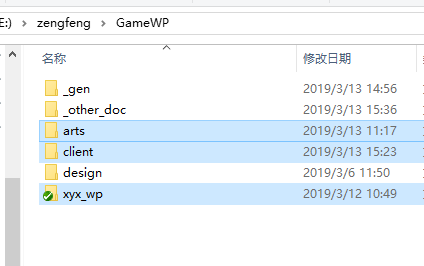 E:) > zengfeng > GameWP
名称 修改日期
_gen 2019/3/13 14:56
_other_doc 2019/3/13 15:36
arts 2019/3/13 11:17
client 2019/3/13 15:23
design 2019/3/6 11:50
xyx_wp 2019/3/12 10:49